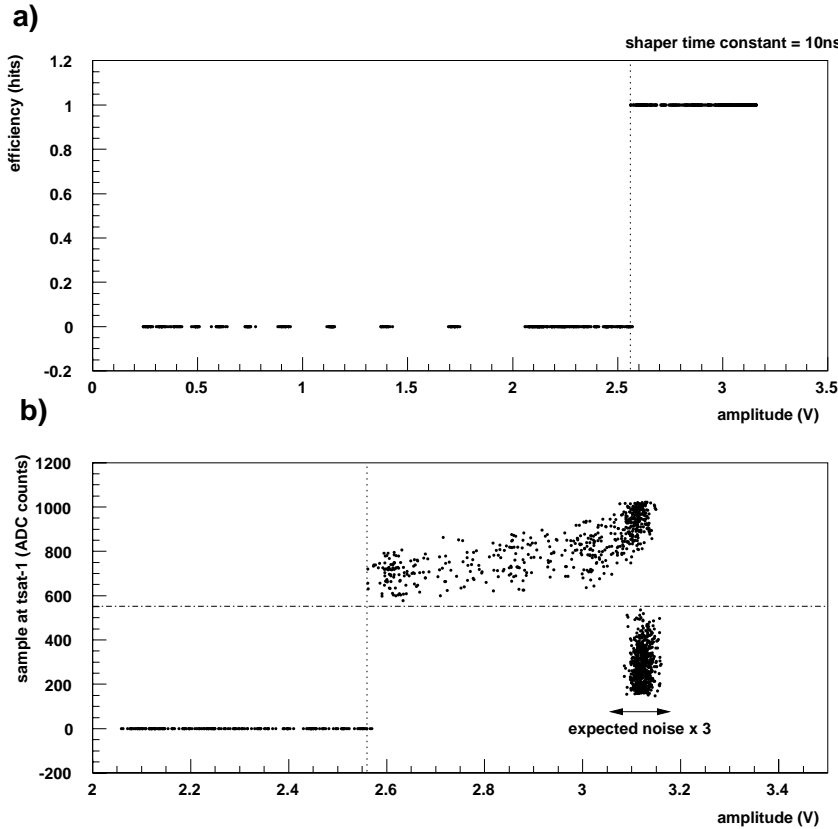 a)
shaper time constant = 10ns
efficiency (hits)
1.2
1
0.8
0.6
0.4
0.2
0
-0.2
0 0.5 1 1.5 2 2.5 3 3.5
amplitude (V)
b)
sample at tsat-1 (ADC counts)
1200
1000
800
600
400
200
0
-200
expected noise x 3
2 2.2 2.4 2.6 2.8 3 3.2 3.4
amplitude (V)